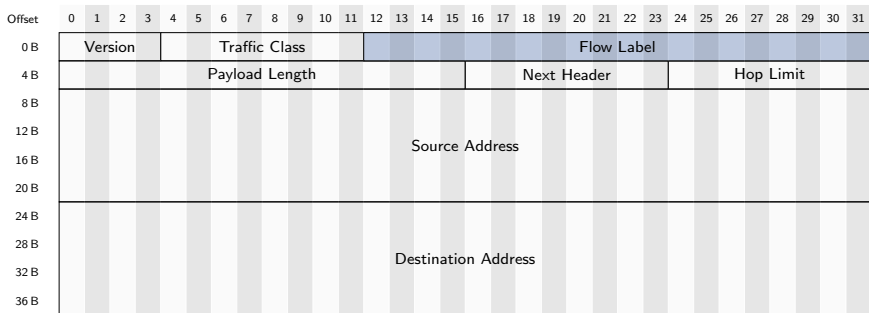 Offset 0 1 2 3 4 5 6 7 8 9 10 11 12 13 14 15 16 17 18 19 20 21 22 23 24 25 26 27 28 29 30 31
0 B Version Traffic Class Flow Label
4 B Payload Length Next Header Hop Limit
8 B
12 B
Source Address
16 B
20 B
24 B
28 B
Destination Address
32 B
36 B